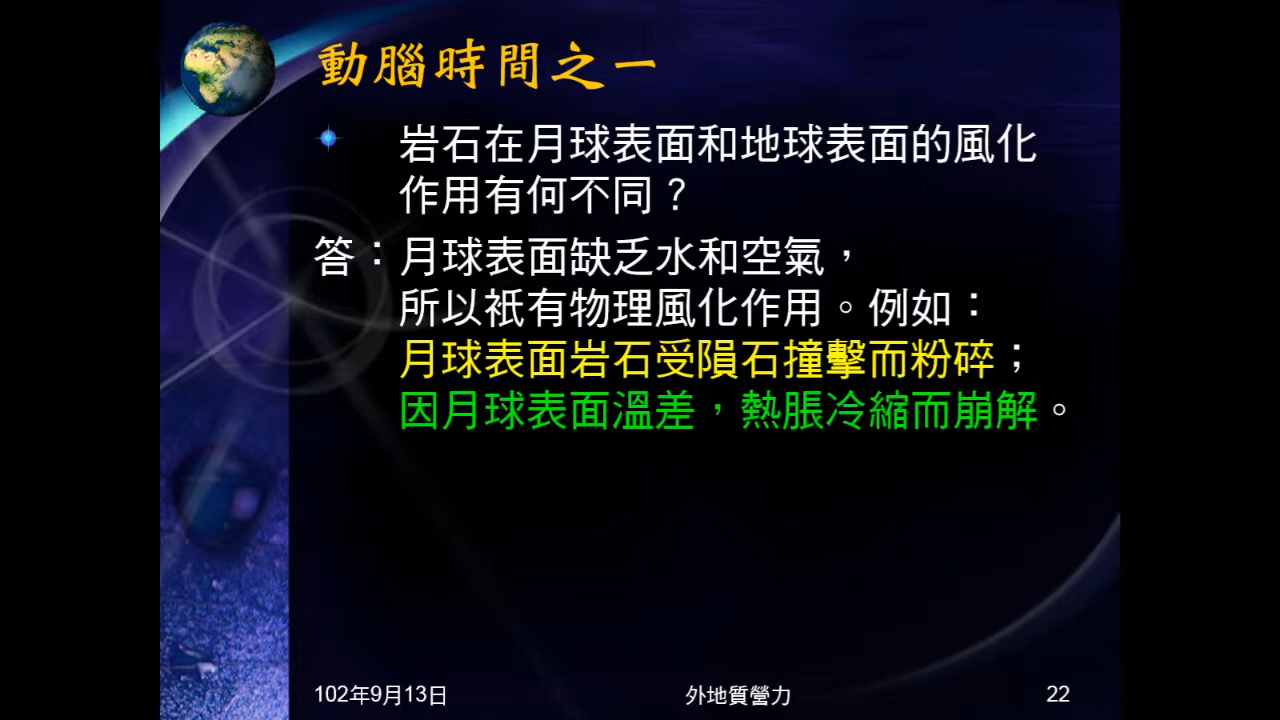 動腦時間之一
岩石在月球表面和地球表面的風化
作用有何不同？
答：月球表面缺乏水和空氣，
所以祇有物理風化作用。例如：
月球表面岩石受隕石撞擊而粉碎；
因月球表面溫差，熱脹冷縮而崩解。
102年9月13日
外地質營力
22